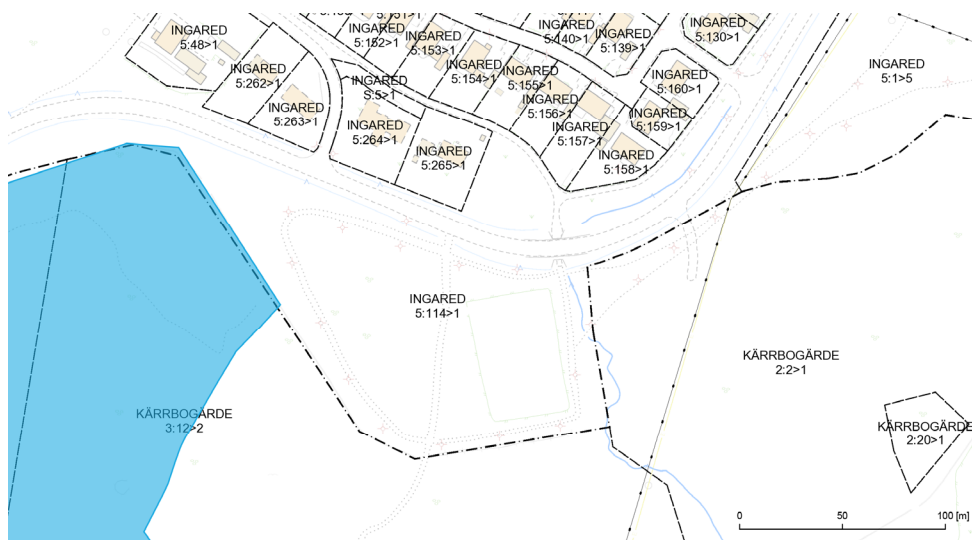 5:151>1
INGARED
5:48>1
5:152>1
INGARED
5:153>1
INGARED
5:154>1
INGARED
5:155>1
5:140>1
INGARED
5:139>1
INGARED
5:130>1
INGARED
5:1>5
INGARED
5:262>1
INGARED
S:5>1
INGARED
5:156>1
INGARED
5:160>1
INGARED
5:263>1
INGARED
5:264>1
INGARED
5:157>1
INGARED
5:159>1
INGARED
5:265>1
INGARED
5:158>1
INGARED
5:114>1
KÄRRBOGÄRDE
2:2>1
KÄRRBOGÄRDE
3:12>2
KÄRRBOGÄRDE
2:20>1
0 50 100 [m]